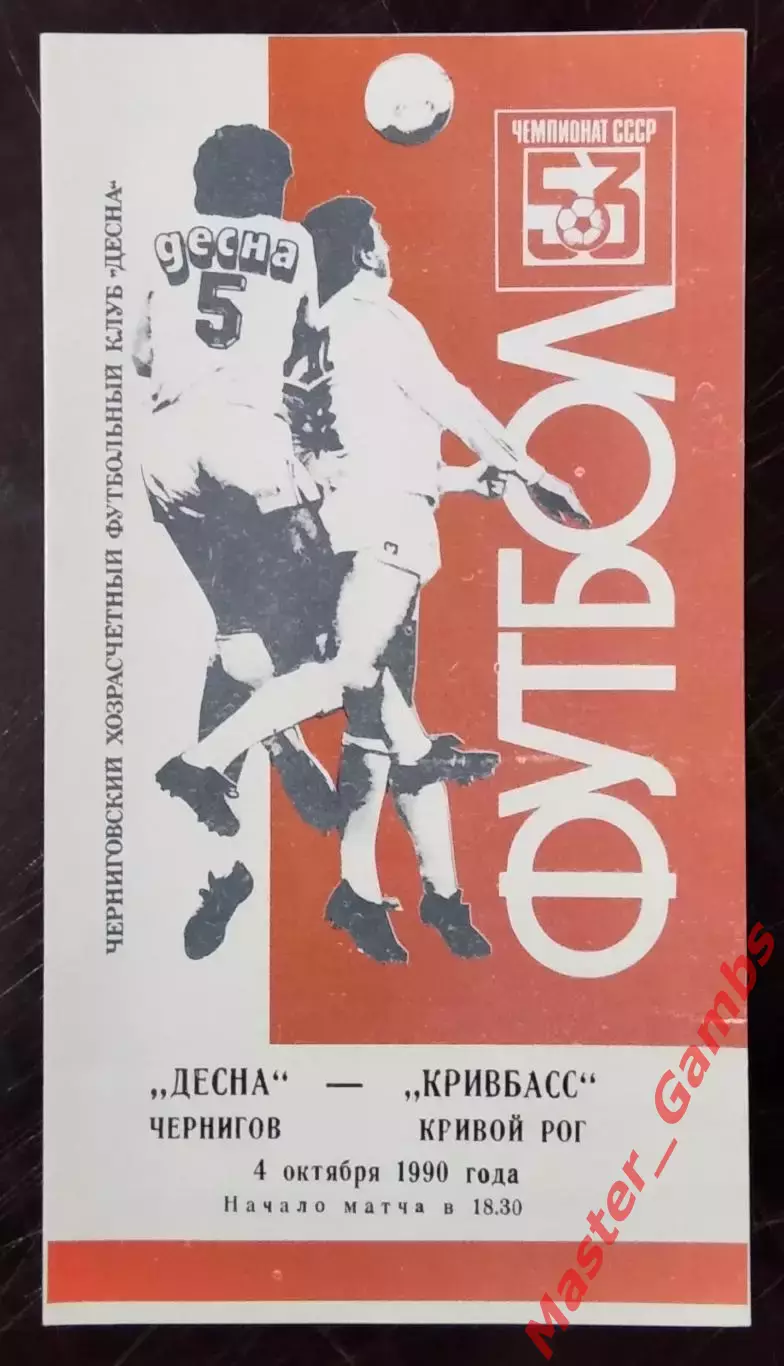 ЧЕРНИГОВСКИЙ ХОЗРАСЧЕТНЫЙ ФУТБОЛЬНЫЙ КЛУБ „ДЕСНА“
ЧЕМПИОНАТ СССР
53
десна
5
3
ФУТБОЛ
„ДЕСНА“ — „КРИВБАСС“
ЧЕРНИГОВ КРИВОЙ РОГ
4 октября 1990 года
Начало матча в 18.30
Master_Gambs